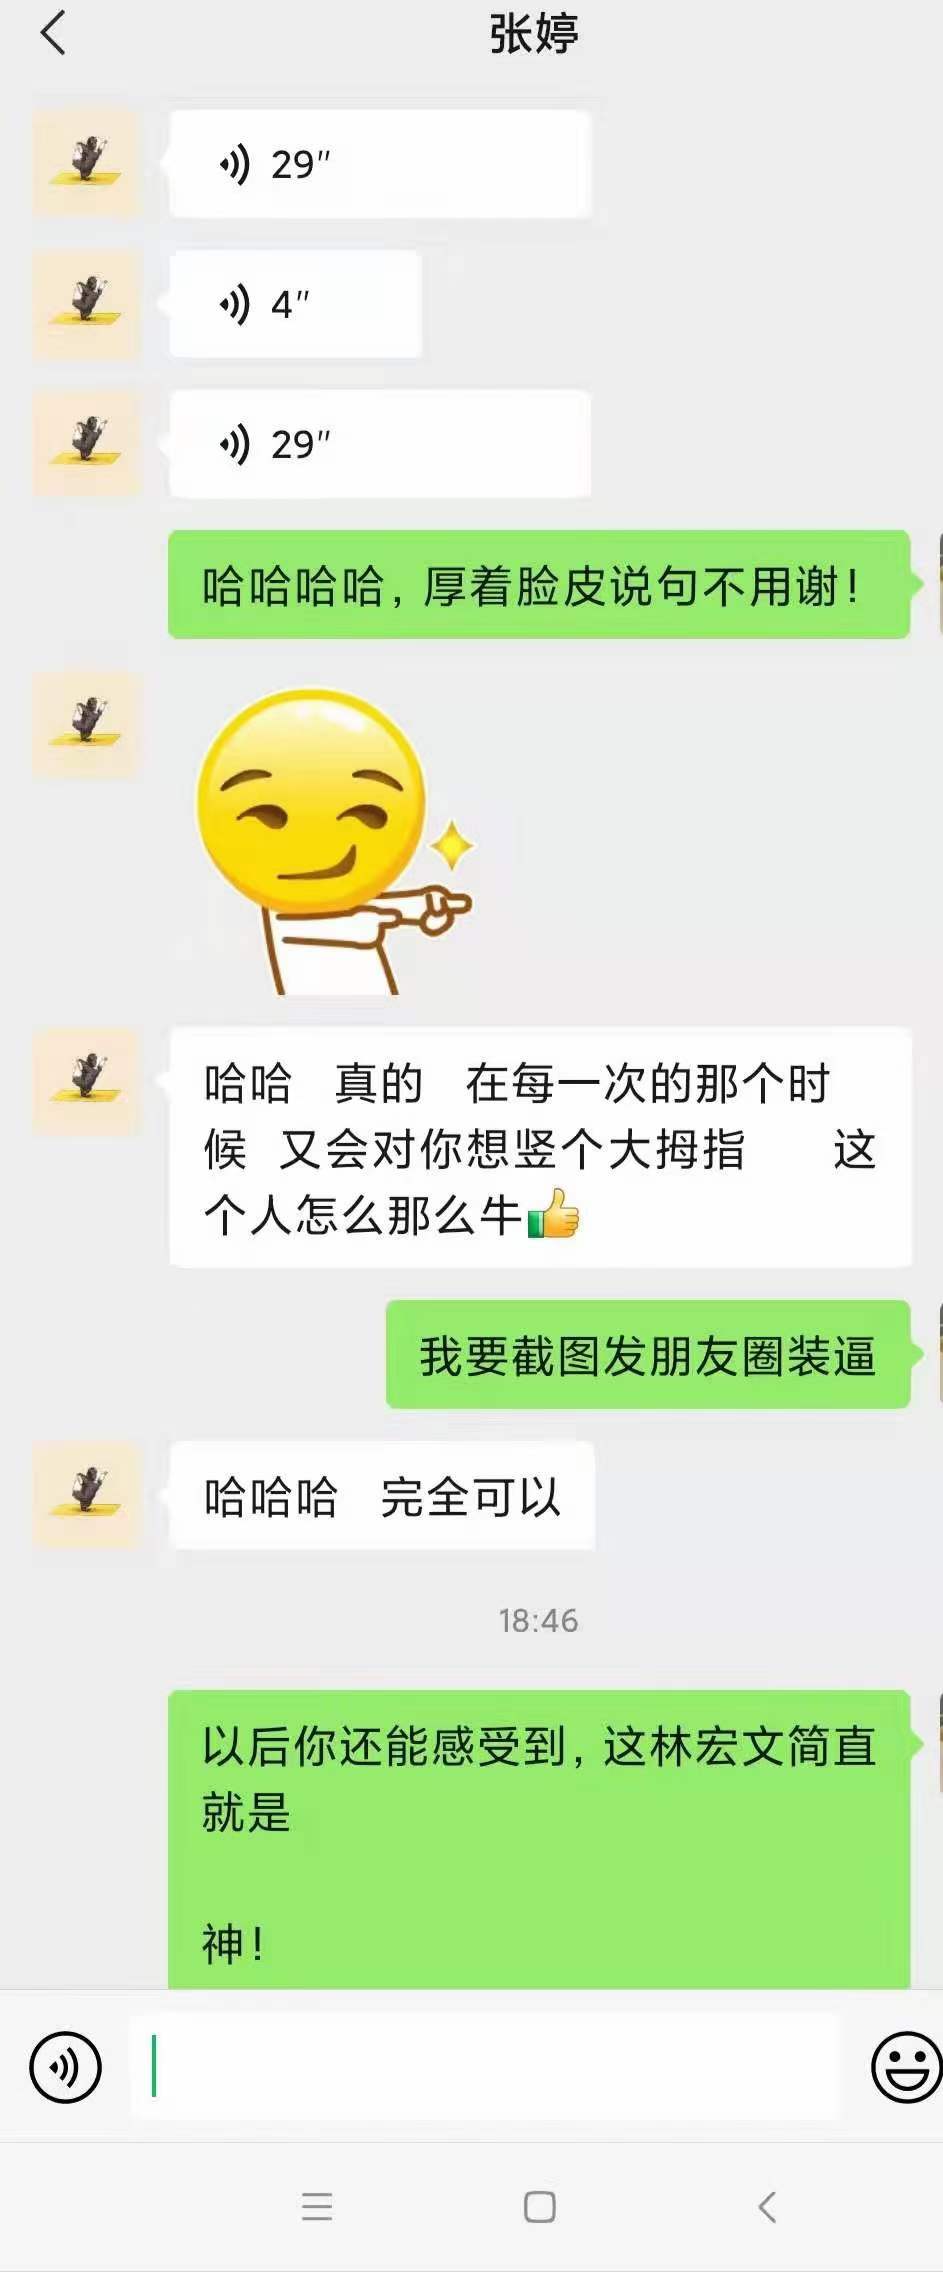 张婷
29"
4"
29"
哈哈哈哈，厚着脸皮说句不用谢！
哈哈 真的 在每一次的那个时
候 又会对你想竖个大拇指 这
个人怎么那么牛👍
我要截图发朋友圈装逼
哈哈哈 完全可以
18:46
以后你还能感受到，这林宏文简直
就是
神！